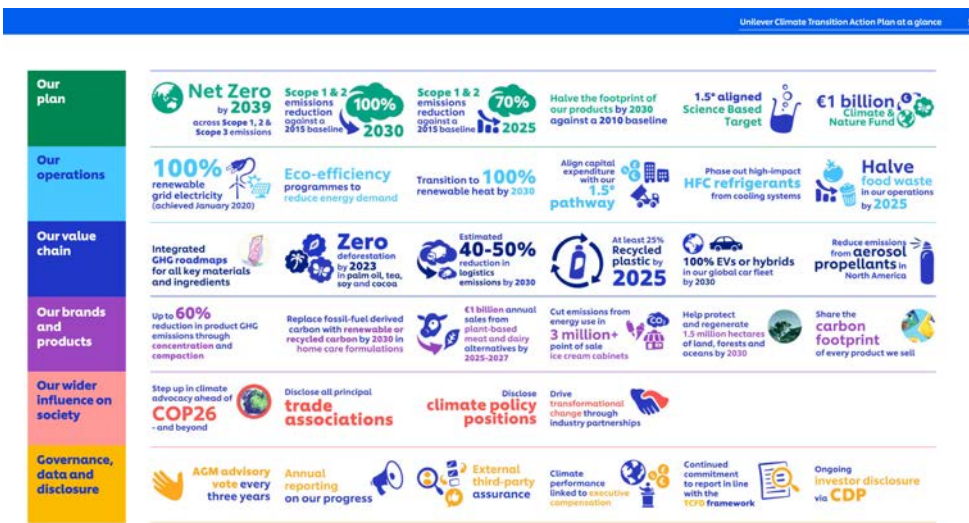 Unilever Climate Transition Action Plan at a glance
Our
plan
Net Zero
by 2039
across Scope 1, 2 &
Scope 3 emissions
Scope 1 & 2
emissions
reduction
against a
2015 baseline
100%
2030
Scope 1 & 2
emissions
reduction
against a
2015 baseline
70%
2025
Halve the footprint of
our products by 2030
against a 2010 baseline
1.5° aligned
Science Based
Target
€1 billion
Climate &
Nature Fund
Our
operations
100%
renewable
grid electricity
(achieved January 2020)
Eco-efficiency
programmes to
reduce energy demand
Transition to 100%
renewable heat by 2030
Align capital
expenditure
with our
1.5°
pathway
Phase out high-impact
HFC refrigerants
from cooling systems
Halve
food waste
in our operations
by 2025
Our value
chain
Integrated
GHG roadmaps
for all key materials
and ingredients
Zero
deforestation
by 2023
in palm oil, tea,
soy and cocoa
Estimated
40-50%
reduction in
logistics
emissions by 2030
At least 25%
Recycled
plastic by
2025
100% EVs or hybrids
in our global car fleet
by 2030
Reduce emissions
from aerosol
propellants in
North America
Our brands
and
products
Up to 60%
reduction in product GHG
emissions through
concentration and
compaction
Replace fossil-fuel derived
carbon with renewable or
recycled carbon by 2030 in
home care formulations
€1 billion annual
sales from
plant-based
meat and dairy
alternatives by
2025-2027
Cut emissions from
energy use in
3 million+
point of sale
ice cream cabinets
CO₂
Help protect
and regenerate
1.5 million hectares
of land, forests and
oceans by 2030
Share the
carbon
footprint
of every product we sell
Our wider
influence on
society
Step up in climate
advocacy ahead of
COP26
- and beyond
Disclose all principal
trade
associations
Disclose
climate policy
positions
Drive
transformational
change through
industry partnerships
Governance,
data and
disclosure
AGM advisory
vote every
three years
Annual
reporting
on our progress
External
third-party
assurance
Climate
performance
linked to executive
compensation
Continued
commitment
to report in line
with the
TCFD framework
Ongoing
investor disclosure
via CDP